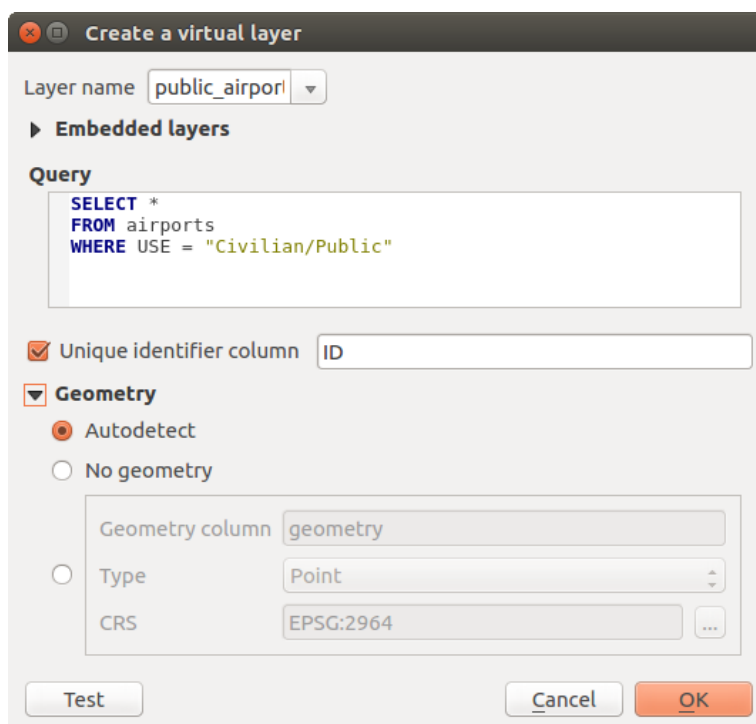 Create a virtual layer
Layer name public_airport
Embedded layers
Query
SELECT *
FROM airports
WHERE USE = "Civilian/Public"
Unique identifier column ID
Geometry
Autodetect
No geometry
Geometry column geometry
Type Point
CRS EPSG:2964 ...
Test Cancel OK